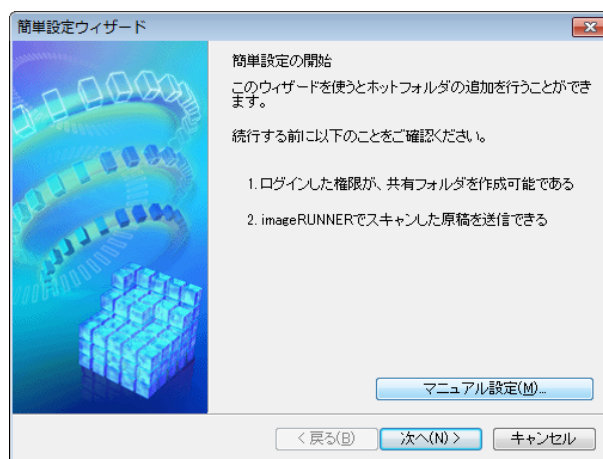 簡単設定ウィザード
簡単設定の開始
このウィザードを使うとホットフォルダの追加を行うことができ
ます。
続行する前に以下のことをご確認ください。
1. ログインした権限が、共有フォルダを作成可能である
2. imageRUNNERでスキャンした原稿を送信できる
マニュアル設定(M)...
< 戻る(B) 次へ(N) > キャンセル